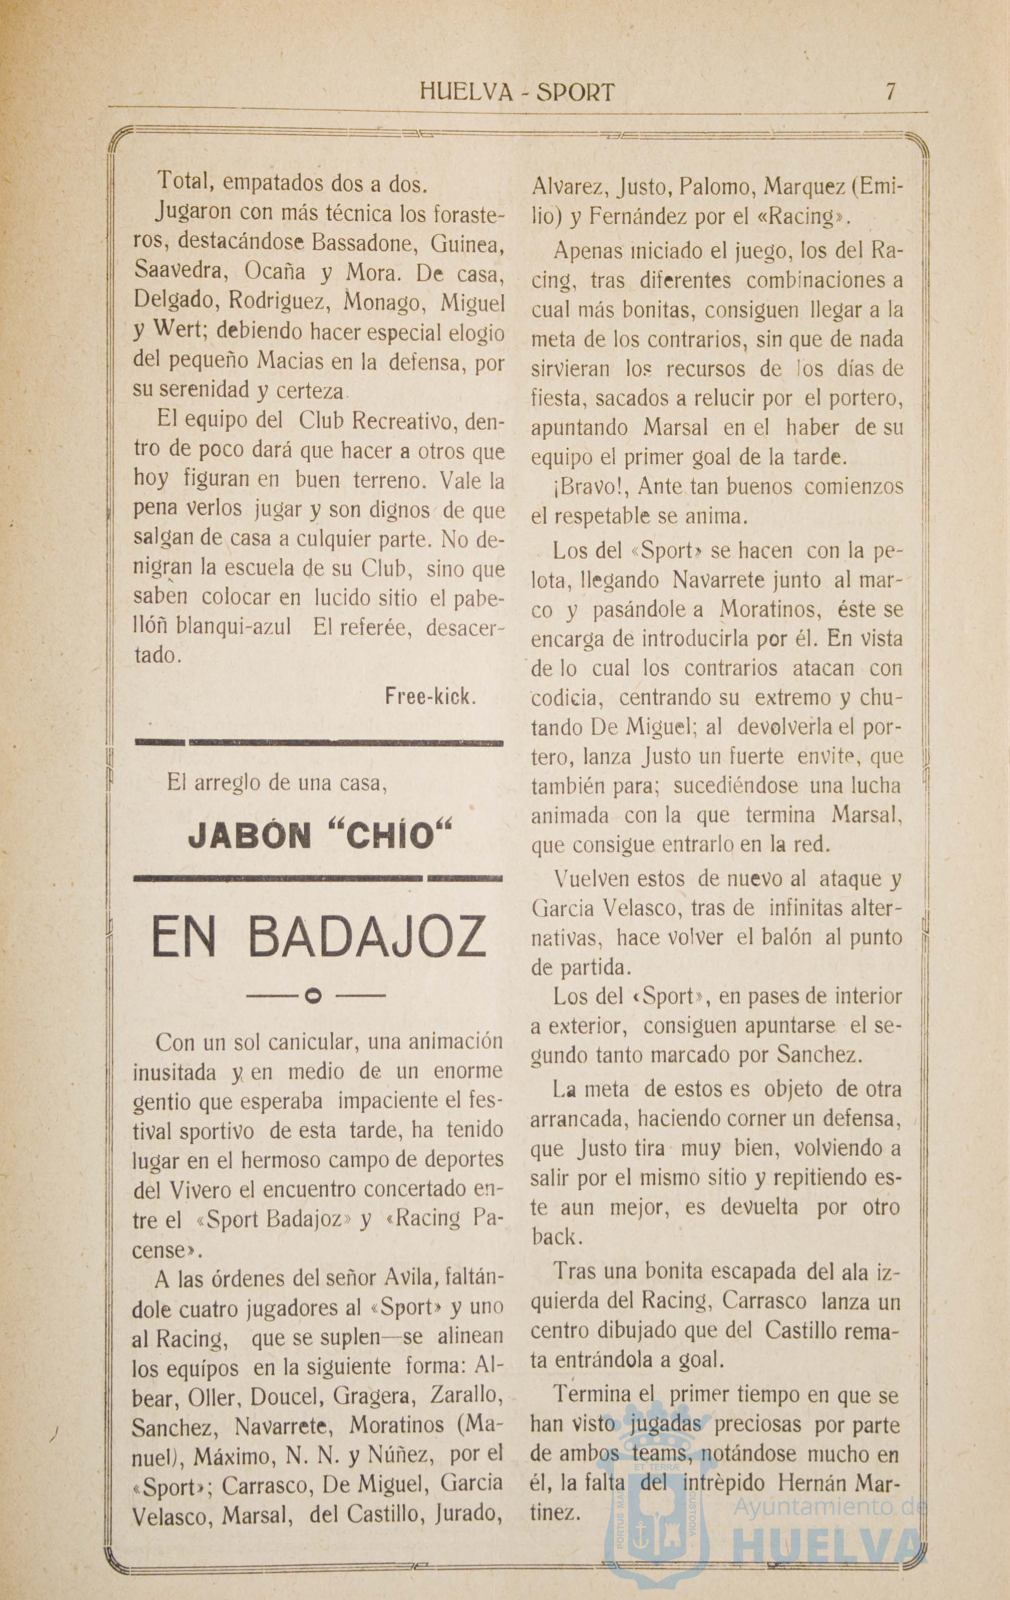 HUELVA - SPORT 7
Total, empatados dos a dos.
Jugaron con más técnica los foraste-
ros, destacándose Bassadone, Guinea,
Saavedra, Ocaña y Mora. De casa,
Delgado, Rodriguez, Monago, Miguel
y Wert; debiendo hacer especial elogio
del pequeño Macias en la defensa, por
su serenidad y certeza.
El equipo del Club Recreativo, den-
tro de poco dará que hacer a otros que
hoy figuran en buen terreno. Vale la
pena verlos jugar y son dignos de que
salgan de casa a culquier parte. No de-
nigran la escuela de su Club, sino que
saben colocar en lucido sitio el pabe-
llóñ blanqui-azul El referée, desacer-
tado.
Free-kick.
El arreglo de una casa,
JABÓN "CHÍO"
EN BADAJOZ
Con un sol canicular, una animación
inusitada y en medio de un enorme
gentio que esperaba impaciente el fes-
tival sportivo de esta tarde, ha tenido
lugar en el hermoso campo de deportes
del Vivero el encuentro concertado en-
tre el «Sport Badajoz» y «Racing Pa-
cense».
A las órdenes del señor Avila, faltán-
dole cuatro jugadores al «Sport» y uno
al Racing, que se suplen—se alinean
los equípos en la siguiente forma: Al-
bear, Oller, Doucel, Gragera, Zarallo,
Sanchez, Navarrete, Moratinos (Ma-
nuel), Máximo, N. N. y Núñez, por el
«Sport»; Carrasco, De Miguel, Garcia
Velasco, Marsal, del Castillo, Jurado,
Alvarez, Justo, Palomo, Marquez (Emi-
lio) y Fernández por el «Racing».
Apenas iniciado el juego, los del Ra-
cing, tras diferentes combinaciones a
cual más bonitas, consiguen llegar a la
meta de los contrarios, sin que de nada
sirvieran los recursos de los días de
fiesta, sacados a relucir por el portero,
apuntando Marsal en el haber de su
equipo el primer goal de la tarde.
¡Bravo!, Ante tan buenos comienzos
el respetable se anima.
Los del «Sport» se hacen con la pe-
lota, llegando Navarrete junto al mar-
co y pasándole a Moratinos, éste se
encarga de introducirla por él. En vista
de lo cual los contrarios atacan con
codicia, centrando su extremo y chu-
tando De Miguel; al devolverla el por-
tero, lanza Justo un fuerte envite, que
también para; sucediéndose una lucha
animada con la que termina Marsal,
que consigue entrarlo en la red.
Vuelven estos de nuevo al ataque y
Garcia Velasco, tras de infinitas alter-
nativas, hace volver el balón al punto
de partida.
Los del «Sport», en pases de interior
a exterior, consiguen apuntarse el se-
gundo tanto marcado por Sanchez.
La meta de estos es objeto de otra
arrancada, haciendo corner un defensa,
que Justo tira muy bien, volviendo a
salir por el mismo sitio y repitiendo es-
te aun mejor, es devuelta por otro
back.
Tras una bonita escapada del ala iz-
quierda del Racing, Carrasco lanza un
centro dibujado que del Castillo rema-
ta entrándola a goal.
Termina el primer tiempo en que se
han visto jugadas preciosas por parte
de ambos teams, notándose mucho en
él, la falta del intrèpido Hernán Mar-
tinez.
Ayuntamiento de
HUELVA